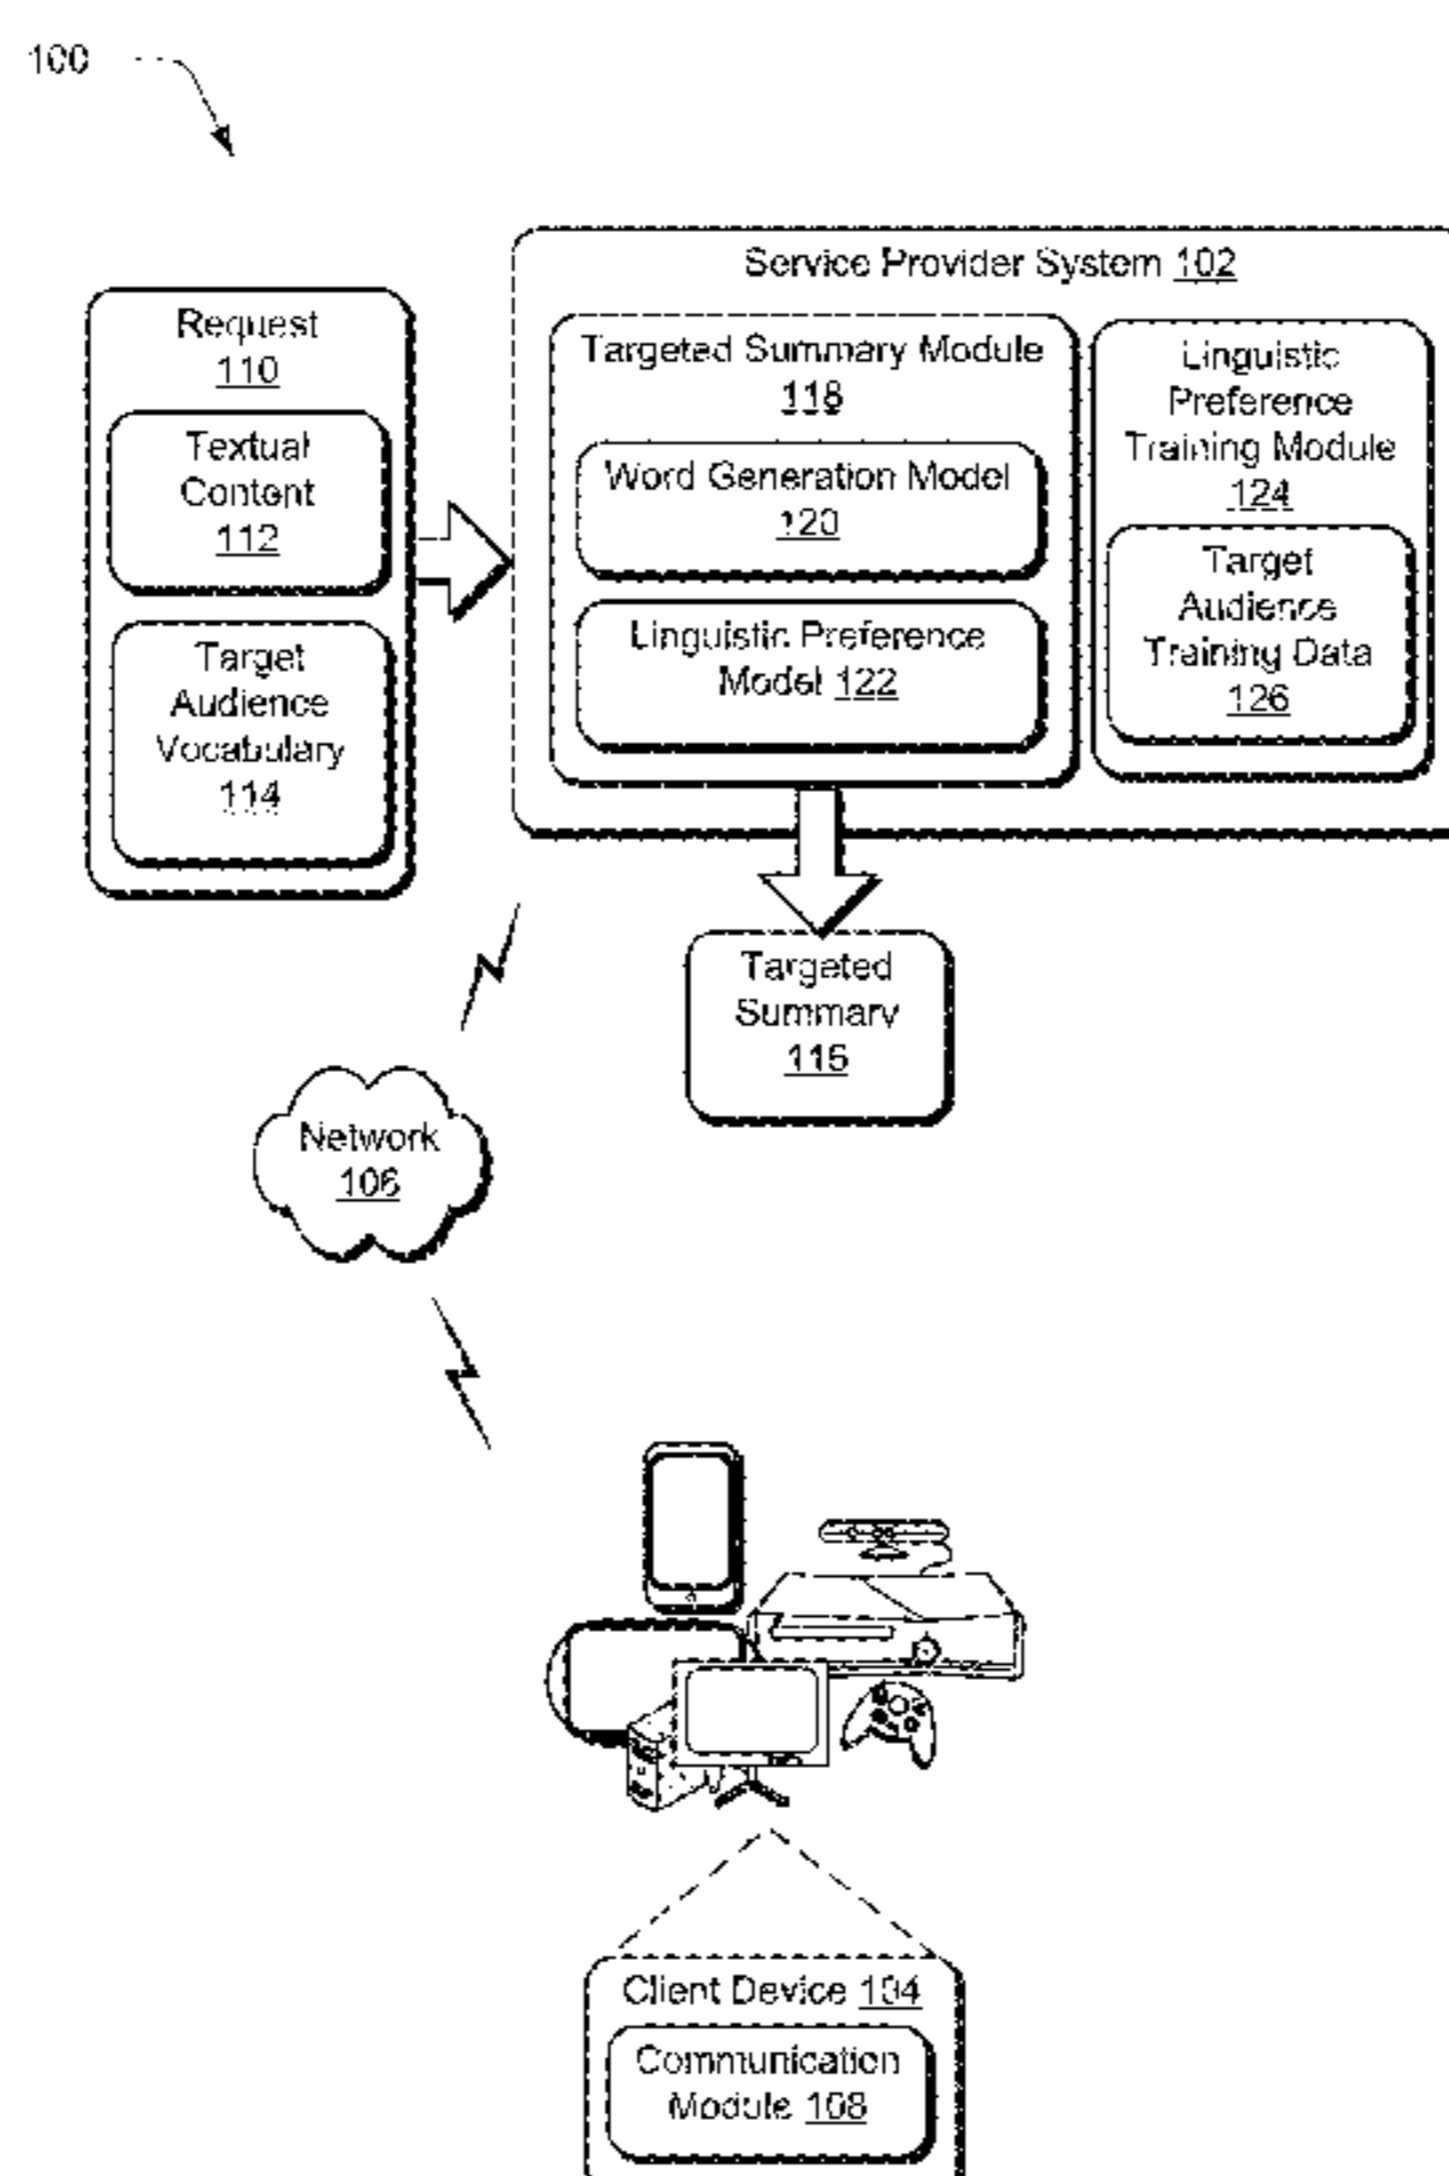 100
Service Provider System 102
Request
110
Textual
Content
112
Target
Audience
Vocabulary
114
Targeted Summary Module
118
Word Generation Model
120
Linguistic Preference
Model 122
Linguistic
Preference
Training Module
124
Target
Audience
Training Data
126
Targeted
Summary
116
Network
106
Client Device 104
Communication
Module 108